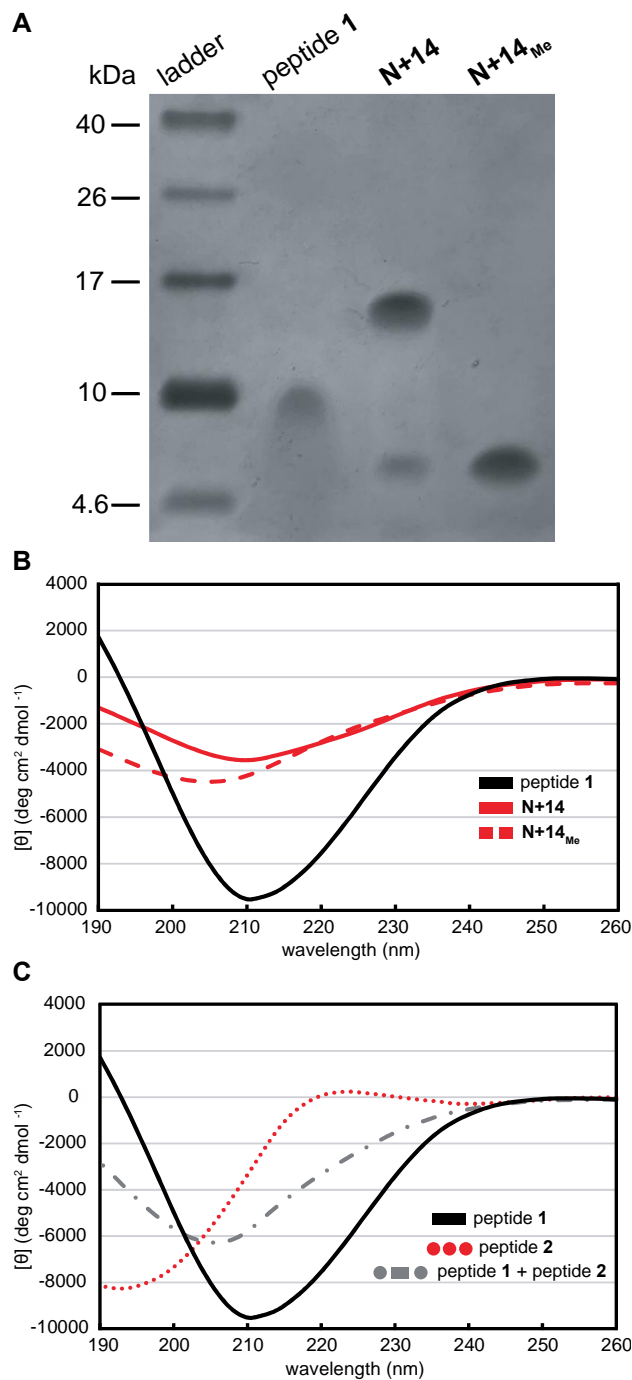 A
kDa ladder peptide 1 N+14 N+14Me
40
26
17
10
4.6
B
4000
2000
0
-2000
-4000
-6000
-8000
-10000
[θ] (deg cm² dmol ⁻¹)
peptide 1
N+14
N+14Me
190 200 210 220 230 240 250 260
wavelength (nm)
C
4000
2000
0
-2000
-4000
-6000
-8000
-10000
[θ] (deg cm² dmol ⁻¹)
peptide 1
peptide 2
peptide 1 + peptide 2
190 200 210 220 230 240 250 260
wavelength (nm)